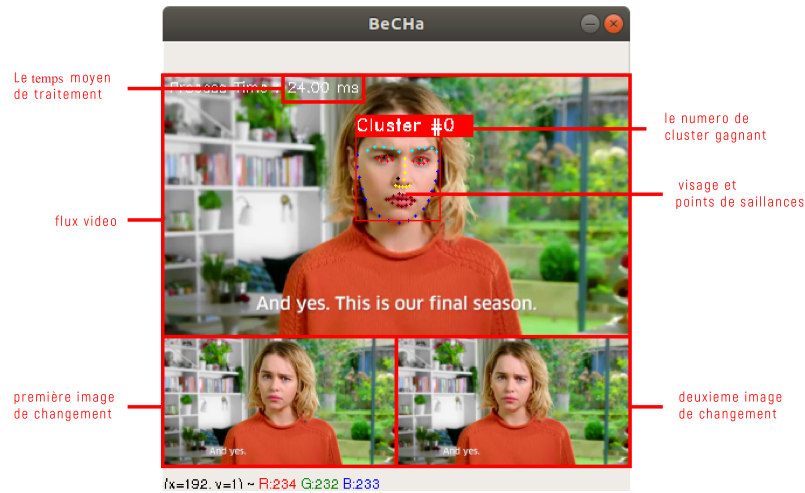 BeCHa
Le temps moyen
de traitement
Process Time : 24.00 ms
Cluster #0
le numero de
cluster gagnant
visage et
points de saillances
flux video
And yes. This is our final season.
première image
de changement
deuxieme image
de changement
And yes.
And yes.
(x=192, y=1) ~ R:234 G:232 B:233